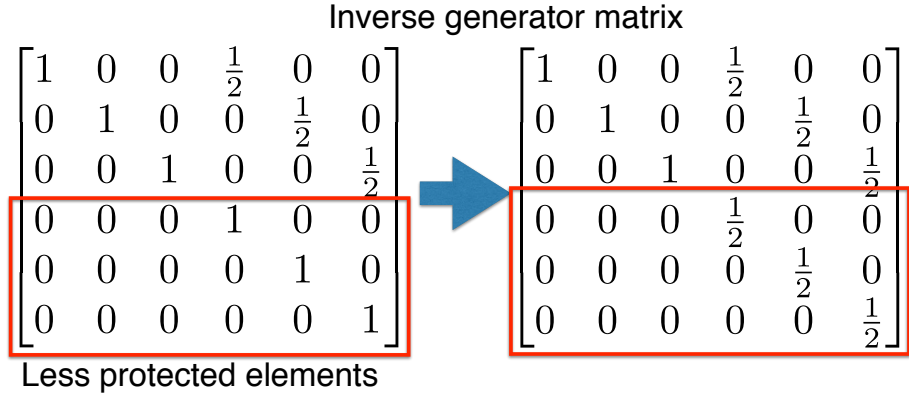 Inverse generator matrix
1 0 0 1/2 0 0    1 0 0 1/2 0 0
0 1 0 0 1/2 0    0 1 0 0 1/2 0
0 0 1 0 0 1/2    0 0 1 0 0 1/2
0 0 0 1 0 0    0 0 0 1/2 0 0
0 0 0 0 1 0    0 0 0 0 1/2 0
0 0 0 0 0 1    0 0 0 0 0 1/2
Less protected elements